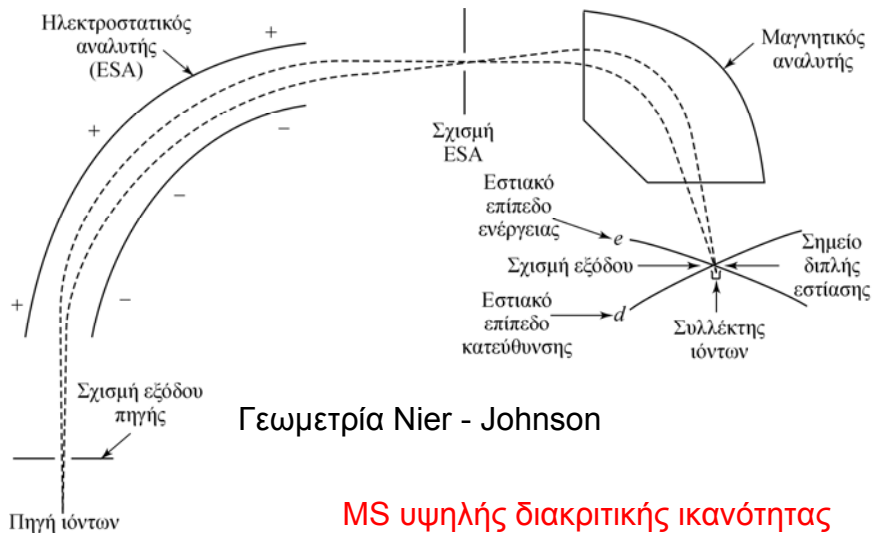 Ηλεκτροστατικός
αναλυτής
(ESA)
+
+
+
−
−
−
Σχισμή
ESA
Μαγνητικός
αναλυτής
Εστιακό
επίπεδο
ενέργειας
e
Σχισμή εξόδου
Σημείο
διπλής
εστίασης
Εστιακό
επίπεδο
κατεύθυνσης
d
Συλλέκτης
ιόντων
Σχισμή εξόδου
πηγής
Πηγή ιόντων
Γεωμετρία Nier - Johnson
MS υψηλής διακριτικής ικανότητας